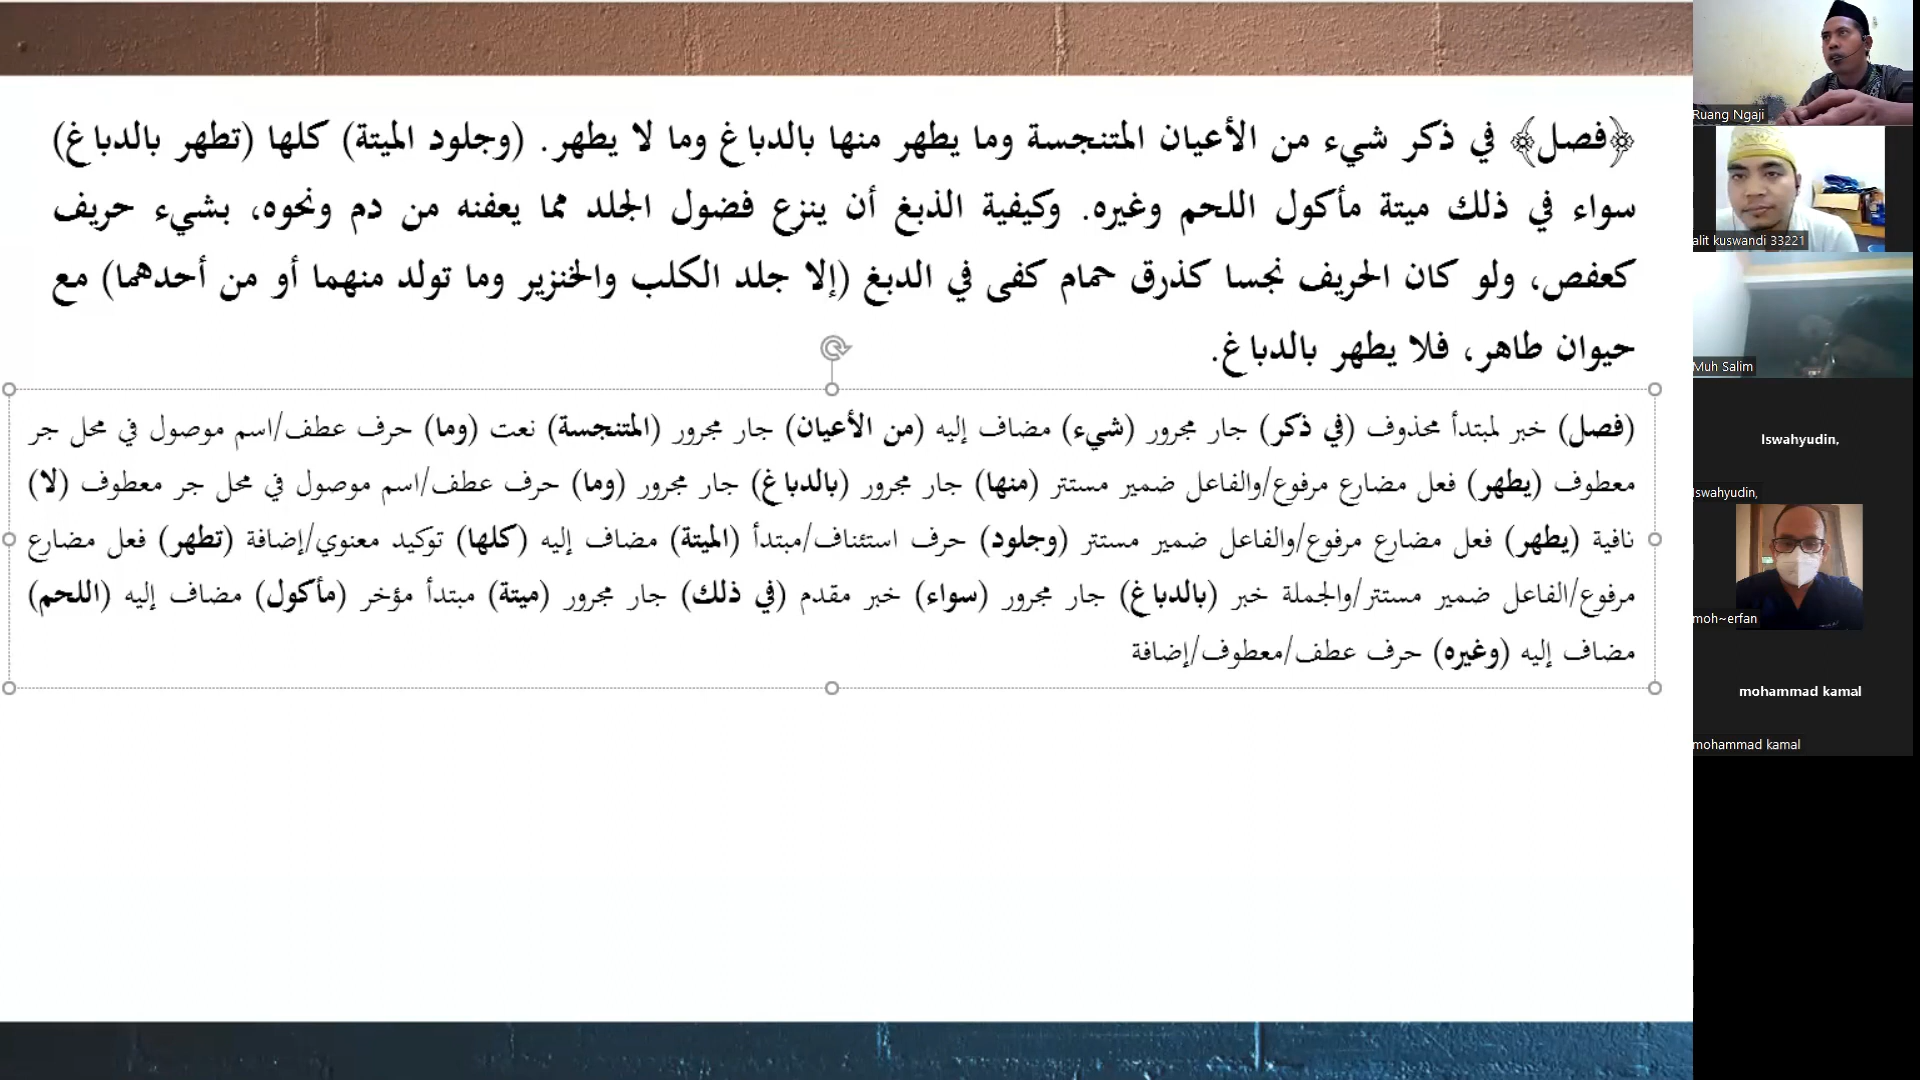 ﴿فصل﴾ في ذكر شيء من الأعيان المتنجسة وما يطهر منها بالدباغ وما لا يطهر. (وجلود الميتة) كلها (تطهر بالدباغ)
سواء في ذلك ميتة مأكول اللحم وغيره. وكيفية الذبغ أن ينزع فضول الجلد مما يعفنه من دم ونحوه، بشيء حريف
كعفص، ولو كان الحريف نجسا كذرق حمام كفى في الدبغ (إلا جلد الكلب والخنزير وما تولد منهما أو من أحدهما) مع
حيوان طاهر، فلا يطهر بالدباغ.
(فصل) خبر لمبتدأ محذوف (في ذكر) جار مجرور (شيء) مضاف إليه (من الأعيان) جار مجرور (المتنجسة) نعت (وما) حرف عطف/اسم موصول في محل جر
معطوف (يطهر) فعل مضارع مرفوع/والفاعل ضمير مستتر (منها) جار مجرور (بالدباغ) جار مجرور (وما) حرف عطف/اسم موصول في محل جر معطوف (لا)
نافية (يطهر) فعل مضارع مرفوع/والفاعل ضمير مستتر (وجلود) حرف استئناف/مبتدأ (الميتة) مضاف إليه (كلها) توكيد معنوي/إضافة (تطهر) فعل مضارع
مرفوع/الفاعل ضمير مستتر/والجملة خبر (بالدباغ) جار مجرور (سواء) خبر مقدم (في ذلك) جار مجرور (ميتة) مبتدأ مؤخر (مأكول) مضاف إليه (اللحم)
مضاف إليه (وغيره) حرف عطف/معطوف/إضافة
Ruang Ngaji
alit kuswandi 33221
Muh Salim
Iswahyudin,
Iswahyudin,
moh~erfan
mohammad kamal
mohammad kamal